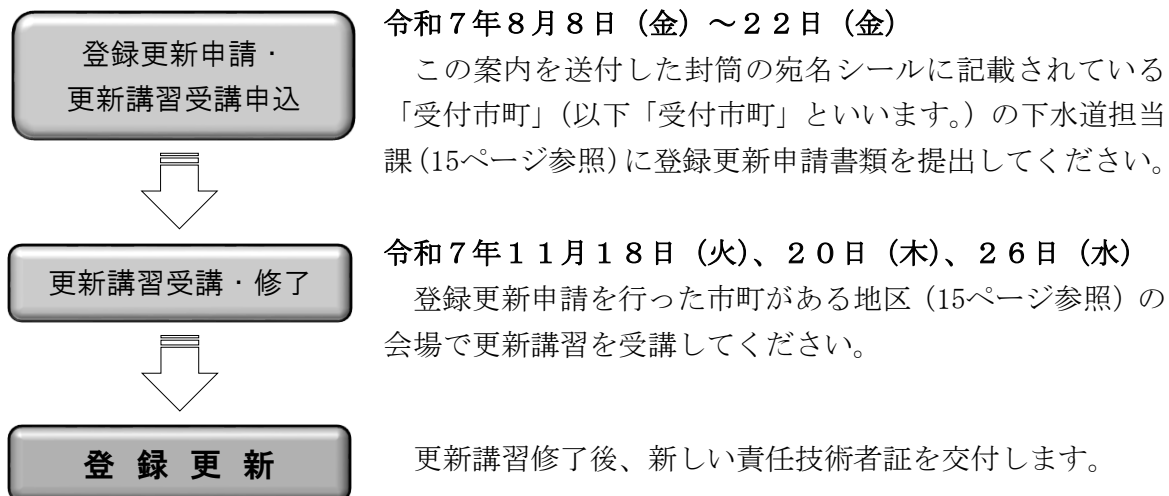 登録更新申請・
更新講習受講申込
令和７年８月８日（金）～２２日（金）
この案内を送付した封筒の宛名シールに記載されている
「受付市町」（以下「受付市町」といいます。）の下水道担当
課（15ページ参照）に登録更新申請書類を提出してください。
更新講習受講・修了
令和７年１１月１８日（火）、２０日（木）、２６日（水）
登録更新申請を行った市町がある地区（15ページ参照）の
会場で更新講習を受講してください。
登 録 更 新
更新講習修了後、新しい責任技術者証を交付します。